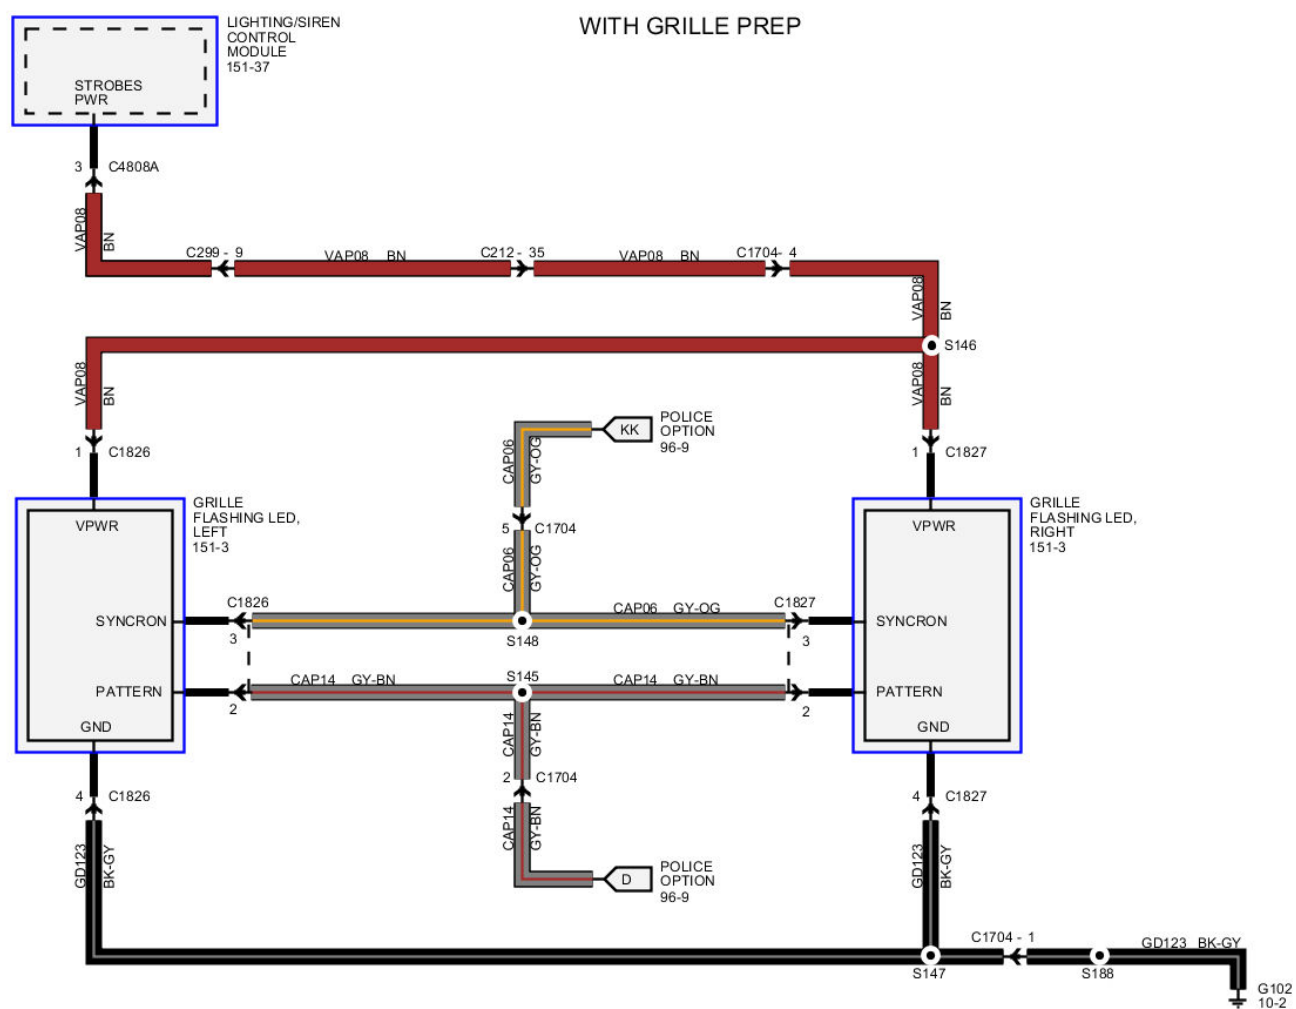 WITH GRILLE PREP
LIGHTING/SIREN
CONTROL
MODULE
151-37
STROBES
PWR
3 C4808A
VAP08 BN
C299 - 9
VAP08 BN
C212 - 35
VAP08 BN
C1704- 4
VAP08 BN
S146
VAP08 BN
VAP08 BN
1 C1826
1 C1827
KK
POLICE
OPTION
96-9
CAP06 GY-OG
5 C1704
CAP06 GY-OG
GRILLE
FLASHING LED,
LEFT
151-3
VPWR
SYNCRON
PATTERN
GND
GRILLE
FLASHING LED,
RIGHT
151-3
VPWR
SYNCRON
PATTERN
GND
C1826
3
S148
CAP06 GY-OG
C1827
3
CAP14 GY-BN
S145
CAP14 GY-BN
2
2
CAP14 GY-BN
2 C1704
CAP14 GY-BN
D
POLICE
OPTION
96-9
4 C1826
4 C1827
GD123 BK-GY
GD123 BK-GY
C1704 - 1
GD123 BK-GY
S147
S188
G102
10-2